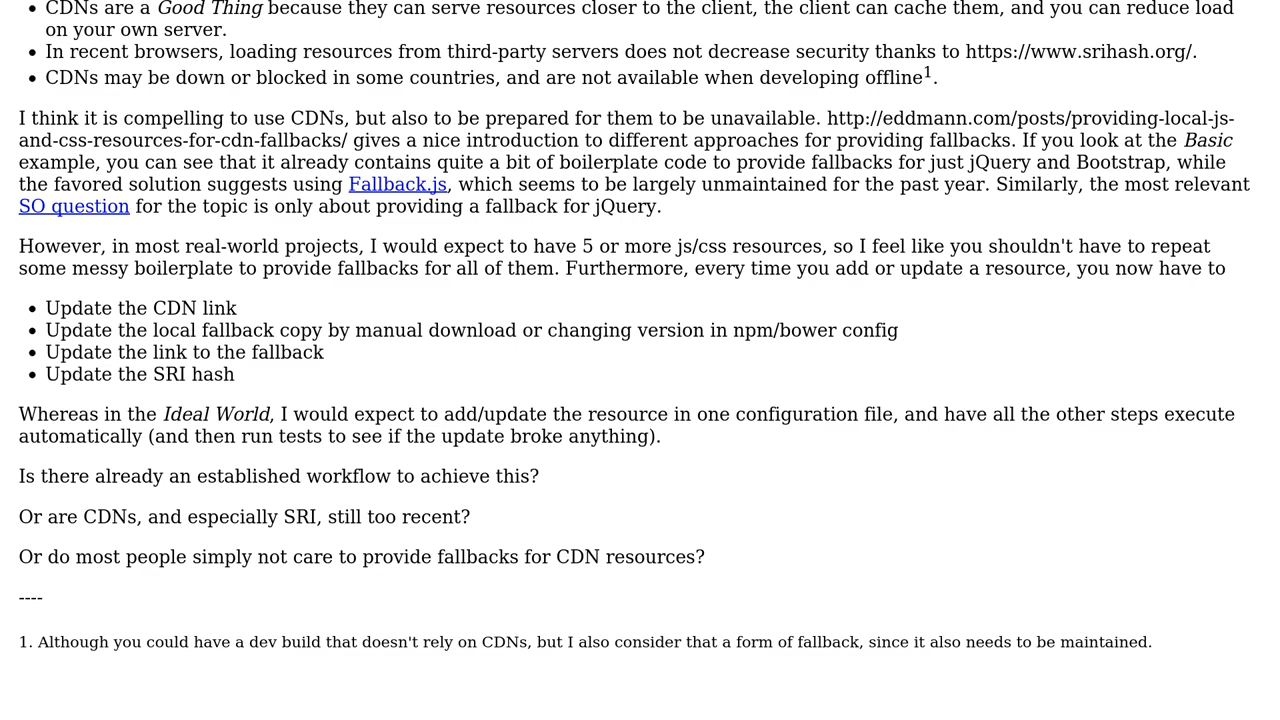 CDNs are a Good Thing because they can serve resources closer to the client, the client can cache them, and you can reduce load
on your own server.
In recent browsers, loading resources from third-party servers does not decrease security thanks to https://www.srihash.org/.
CDNs may be down or blocked in some countries, and are not available when developing offline1.
I think it is compelling to use CDNs, but also to be prepared for them to be unavailable. http://eddmann.com/posts/providing-local-js-
and-css-resources-for-cdn-fallbacks/ gives a nice introduction to different approaches for providing fallbacks. If you look at the Basic
example, you can see that it already contains quite a bit of boilerplate code to provide fallbacks for just jQuery and Bootstrap, while
the favored solution suggests using Fallback.js, which seems to be largely unmaintained for the past year. Similarly, the most relevant
SO question for the topic is only about providing a fallback for jQuery.
However, in most real-world projects, I would expect to have 5 or more js/css resources, so I feel like you shouldn't have to repeat
some messy boilerplate to provide fallbacks for all of them. Furthermore, every time you add or update a resource, you now have to
Update the CDN link
Update the local fallback copy by manual download or changing version in npm/bower config
Update the link to the fallback
Update the SRI hash
Whereas in the Ideal World, I would expect to add/update the resource in one configuration file, and have all the other steps execute
automatically (and then run tests to see if the update broke anything).
Is there already an established workflow to achieve this?
Or are CDNs, and especially SRI, still too recent?
Or do most people simply not care to provide fallbacks for CDN resources?
----
1. Although you could have a dev build that doesn't rely on CDNs, but I also consider that a form of fallback, since it also needs to be maintained.